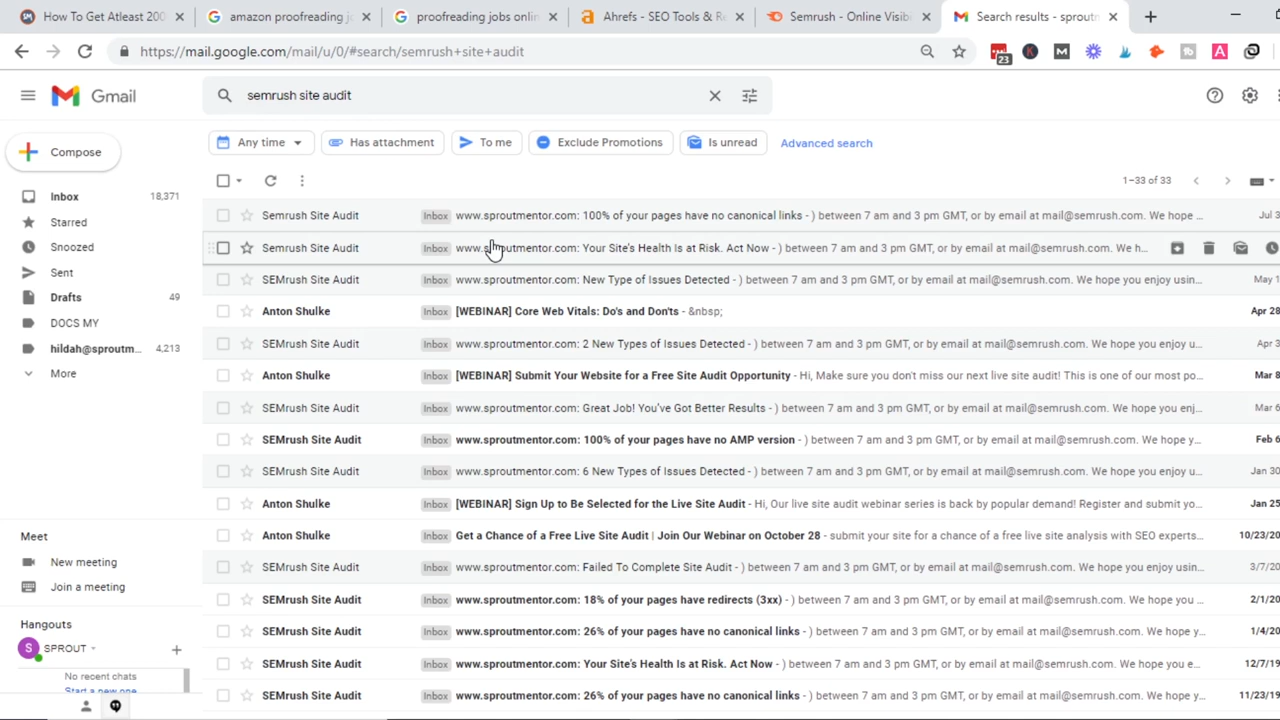 How To Get Atleast 200
amazon proofreading jo
proofreading jobs onlin
Ahrefs - SEO Tools & R
Semrush - Online Visib
Search results - sproutm
https://mail.google.com/mail/u/0/#search/semrush+site+audit
23
Gmail
semrush site audit
Compose
Any time
Has attachment
To me
Exclude Promotions
Is unread
Advanced search
1–33 of 33
Inbox 18,371
Starred
Snoozed
Sent
Drafts 49
DOCS MY
hildah@sproutm... 4,213
More
Semrush Site Audit Inbox www.sproutmentor.com: 100% of your pages have no canonical links - ) between 7 am and 3 pm GMT, or by email at mail@semrush.com. We hope ... Jul 3
Semrush Site Audit Inbox www.sproutmentor.com: Your Site's Health Is at Risk. Act Now - ) between 7 am and 3 pm GMT, or by email at mail@semrush.com. We h...
SEMrush Site Audit Inbox www.sproutmentor.com: New Type of Issues Detected - ) between 7 am and 3 pm GMT, or by email at mail@semrush.com. We hope you enjoy usin... May 1
Anton Shulke Inbox [WEBINAR] Core Web Vitals: Do's and Don'ts - &nbsp;  Apr 28
SEMrush Site Audit Inbox www.sproutmentor.com: 2 New Types of Issues Detected - ) between 7 am and 3 pm GMT, or by email at mail@semrush.com. We hope you enjoy u... Apr 3
Anton Shulke Inbox [WEBINAR] Submit Your Website for a Free Site Audit Opportunity - Hi, Make sure you don't miss our next live site audit! This is one of our most po... Mar 8
SEMrush Site Audit Inbox www.sproutmentor.com: Great Job! You've Got Better Results - ) between 7 am and 3 pm GMT, or by email at mail@semrush.com. We hope you enj... Mar 6
SEMrush Site Audit Inbox www.sproutmentor.com: 100% of your pages have no AMP version - ) between 7 am and 3 pm GMT, or by email at mail@semrush.com. We hope y... Feb 6
SEMrush Site Audit Inbox www.sproutmentor.com: 6 New Types of Issues Detected - ) between 7 am and 3 pm GMT, or by email at mail@semrush.com. We hope you enjoy u... Jan 30
Anton Shulke Inbox [WEBINAR] Sign Up to Be Selected for the Live Site Audit - Hi, Our live site audit webinar series is back by popular demand! Register and submit yo... Jan 25
Anton Shulke Inbox Get a Chance of a Free Live Site Audit | Join Our Webinar on October 28 - submit your site for a chance of a free live site analysis with SEO experts... 10/23/20
SEMrush Site Audit Inbox www.sproutmentor.com: Failed To Complete Site Audit - ) between 7 am and 3 pm GMT, or by email at mail@semrush.com. We hope you enjoy using... 3/7/20
SEMrush Site Audit Inbox www.sproutmentor.com: 18% of your pages have redirects (3xx) - ) between 7 am and 3 pm GMT, or by email at mail@semrush.com. We hope you ... 2/1/20
SEMrush Site Audit Inbox www.sproutmentor.com: 26% of your pages have no canonical links - ) between 7 am and 3 pm GMT, or by email at mail@semrush.com. We hope y... 1/4/20
SEMrush Site Audit Inbox www.sproutmentor.com: Your Site's Health Is at Risk. Act Now - ) between 7 am and 3 pm GMT, or by email at mail@semrush.com. We hope you e... 12/7/19
SEMrush Site Audit Inbox www.sproutmentor.com: 26% of your pages have no canonical links - ) between 7 am and 3 pm GMT, or by email at mail@semrush.com. We hope y... 11/23/19
Meet
New meeting
Join a meeting
Hangouts
S SPROUT
No recent chats
Start a new one